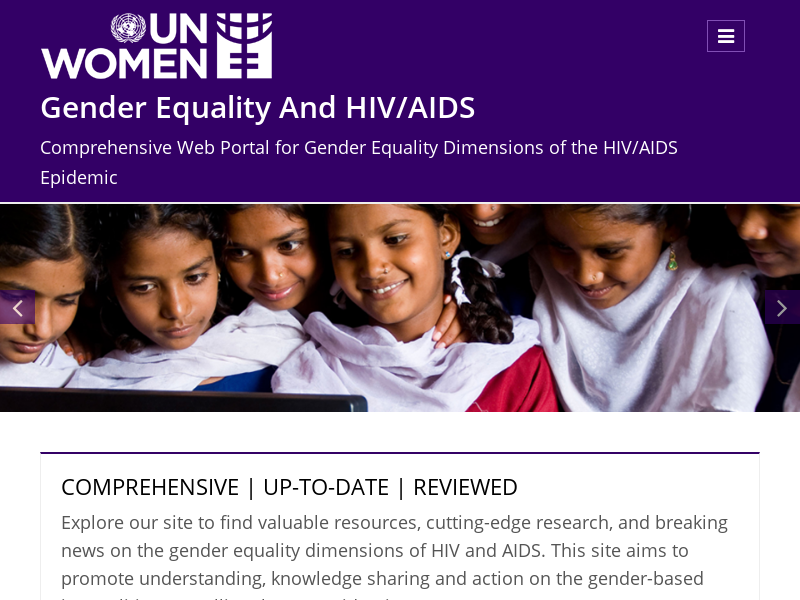 UN
WOMEN
Gender Equality And HIV/AIDS
Comprehensive Web Portal for Gender Equality Dimensions of the HIV/AIDS
Epidemic
COMPREHENSIVE | UP-TO-DATE | REVIEWED
Explore our site to find valuable resources, cutting-edge research, and breaking
news on the gender equality dimensions of HIV and AIDS. This site aims to
promote understanding, knowledge sharing and action on the gender-based